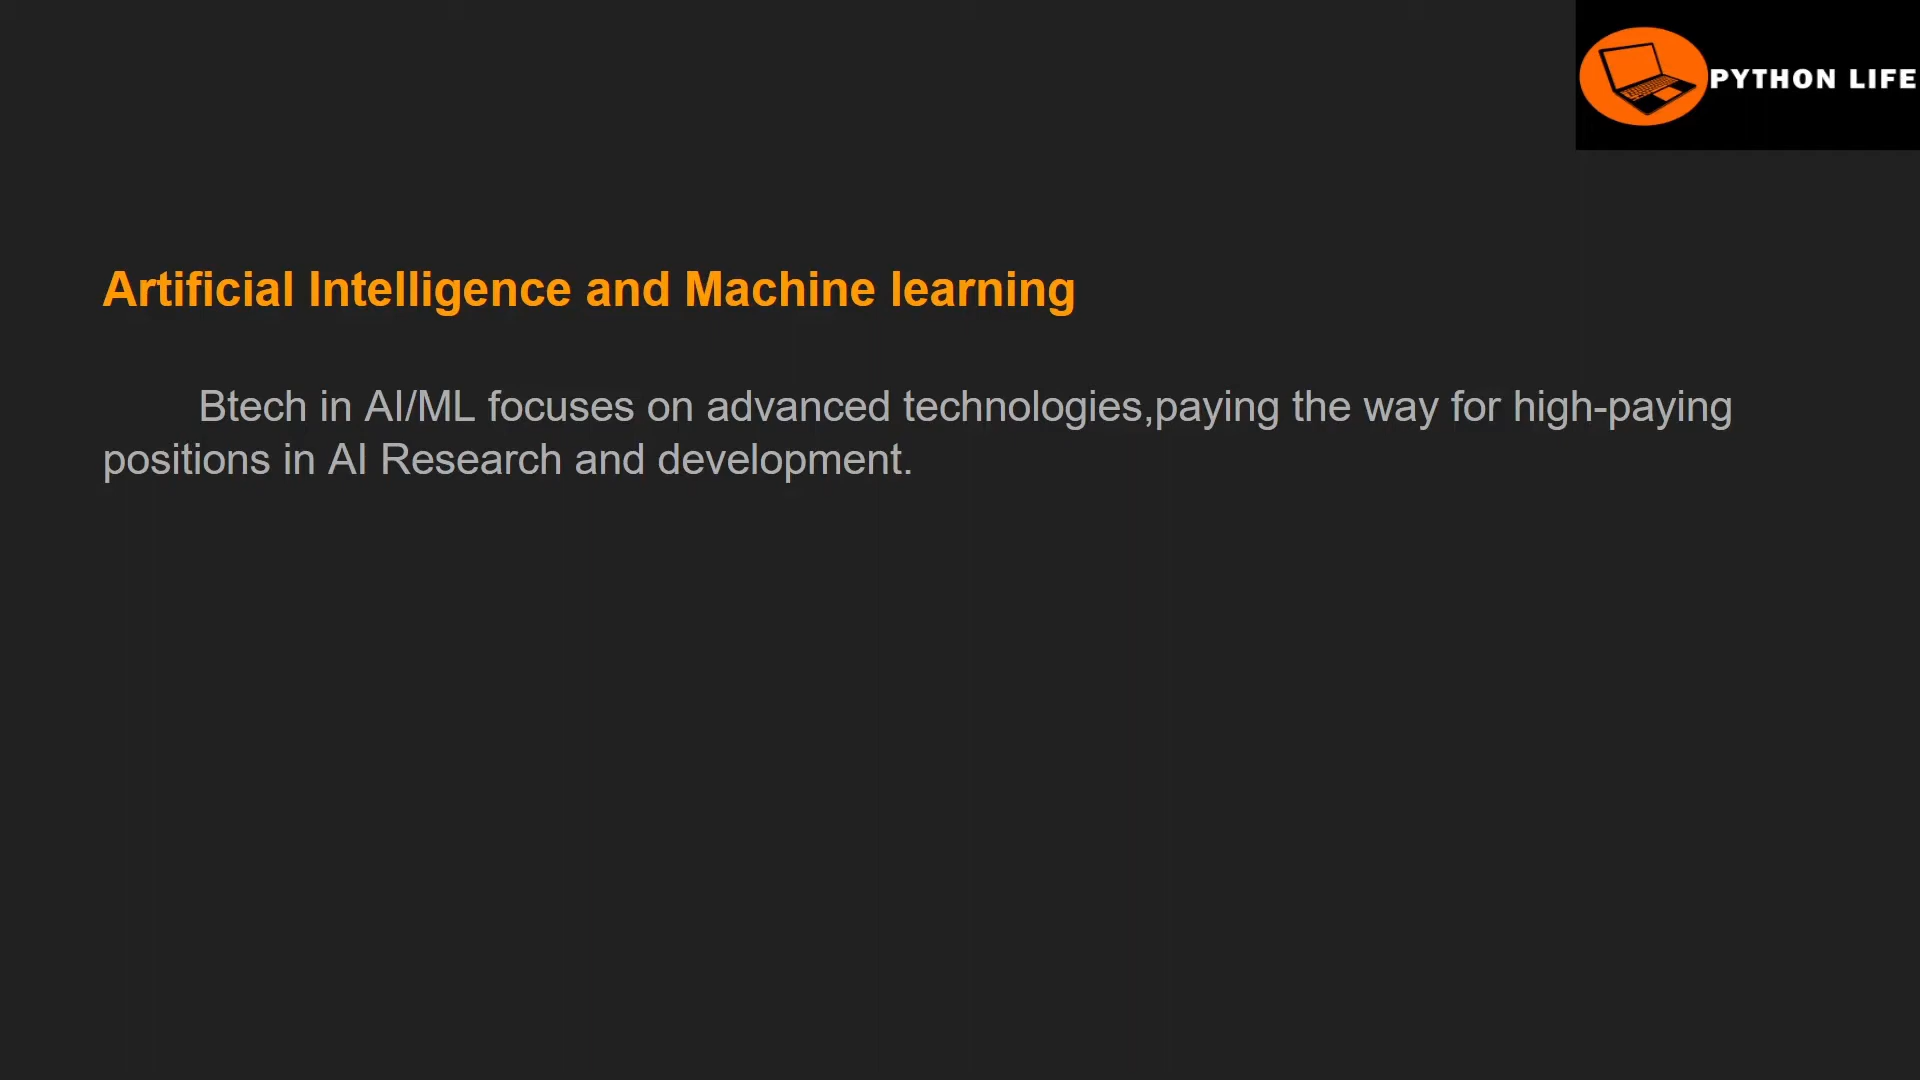 PYTHON LIFE
Artificial Intelligence and Machine learning
Btech in AI/ML focuses on advanced technologies,paying the way for high-paying
positions in AI Research and development.